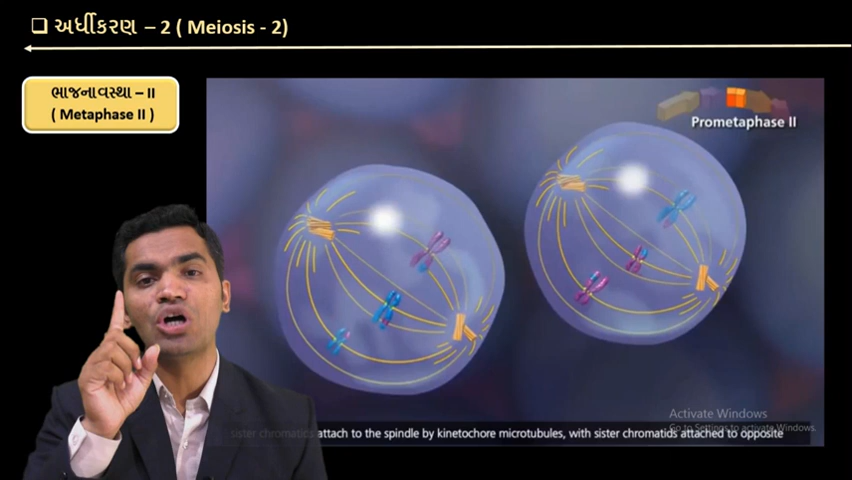 ❑ અર્ધીકરણ – 2 ( Meiosis - 2)
ભાજનાવસ્થા – II
( Metaphase II )
Prometaphase II
Activate Windows
Go to Settings to activate Windows.
sister chromatids attach to the spindle by kinetochore microtubules, with sister chromatids attached to opposite